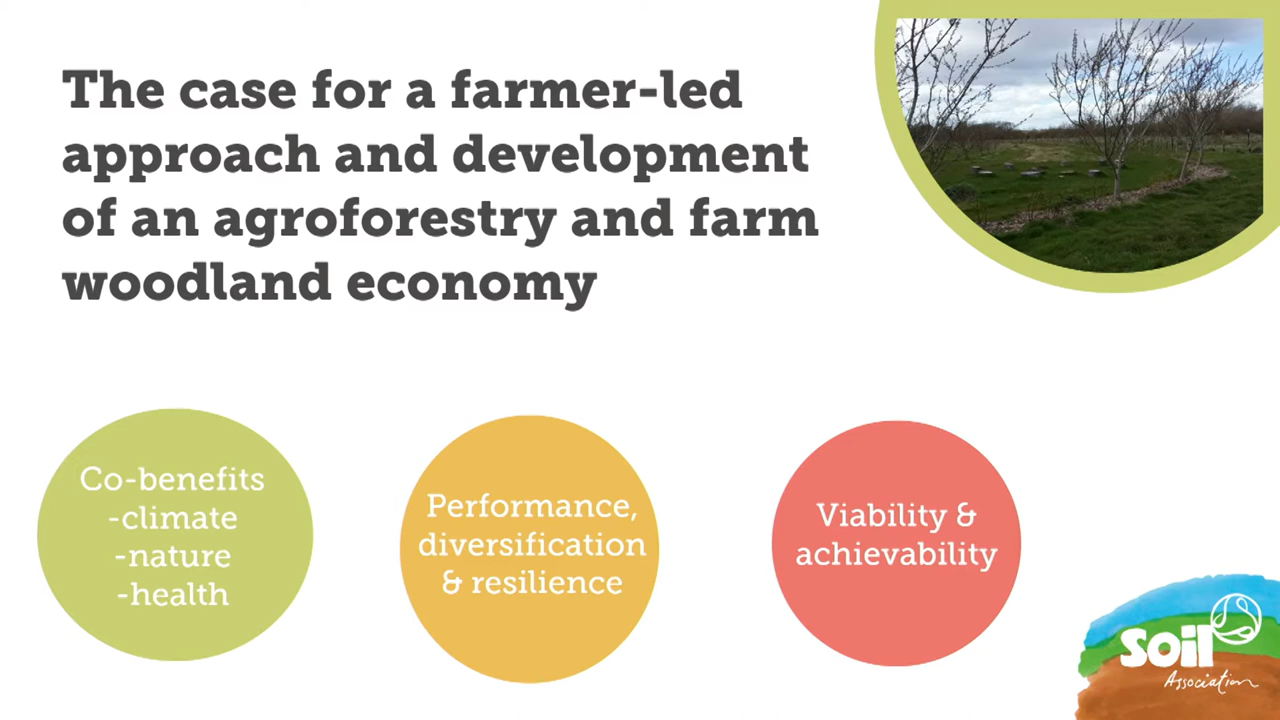 The case for a farmer-led
approach and development
of an agroforestry and farm
woodland economy
Co-benefits
-climate
-nature
-health
Performance,
diversification
& resilience
Viability &
achievability
Soil
Association